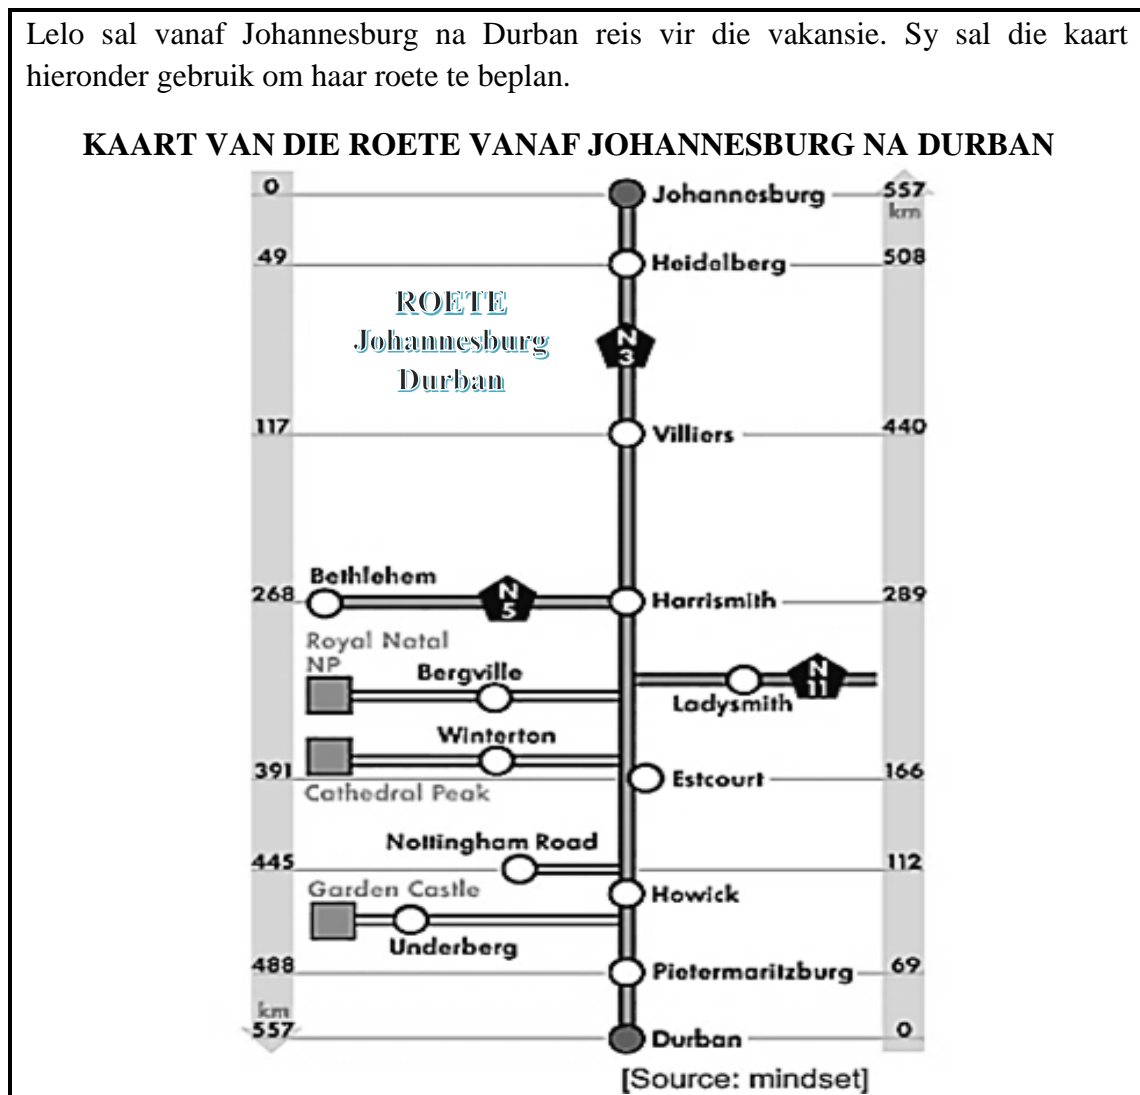 Lelo sal vanaf Johannesburg na Durban reis vir die vakansie. Sy sal die kaart
hieronder gebruik om haar roete te beplan.
KAART VAN DIE ROETE VANAF JOHANNESBURG NA DURBAN
0 Johannesburg 557
km
49 Heidelberg 508
ROETE
Johannesburg
Durban
N
3
117 Villiers 440
Bethlehem
268 N
5 Harrismith 289
Royal Natal
NP
Bergville
N
11
Ladysmith
Winterton
391 Estcourt 166
Cathedral Peak
Nottingham Road
445 112
Garden Castle
Howick
Underberg
488 Pietermaritzburg 69
km
557 Durban 0
[Source: mindset]